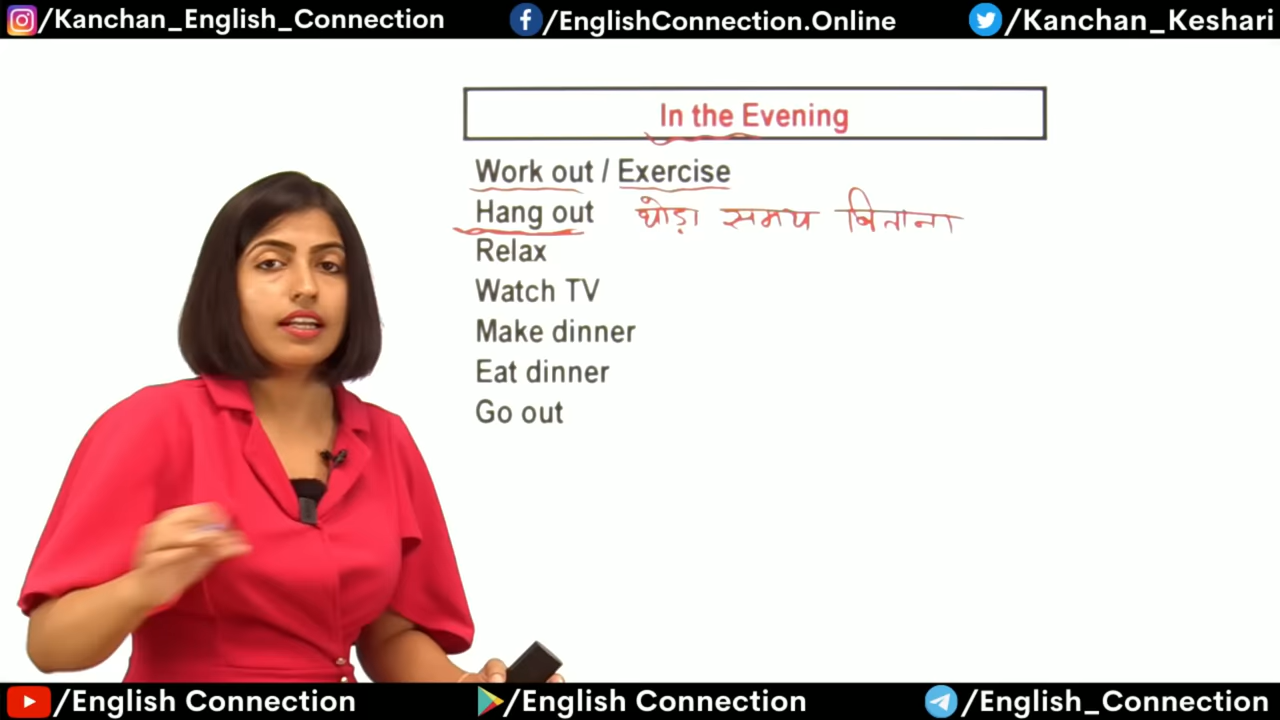 /Kanchan_English_Connection /EnglishConnection.Online /Kanchan_Keshari
In the Evening
Work out / Exercise
Hang out थोड़ा समय बिताना
Relax
Watch TV
Make dinner
Eat dinner
Go out
/English Connection /English Connection /English_Connection